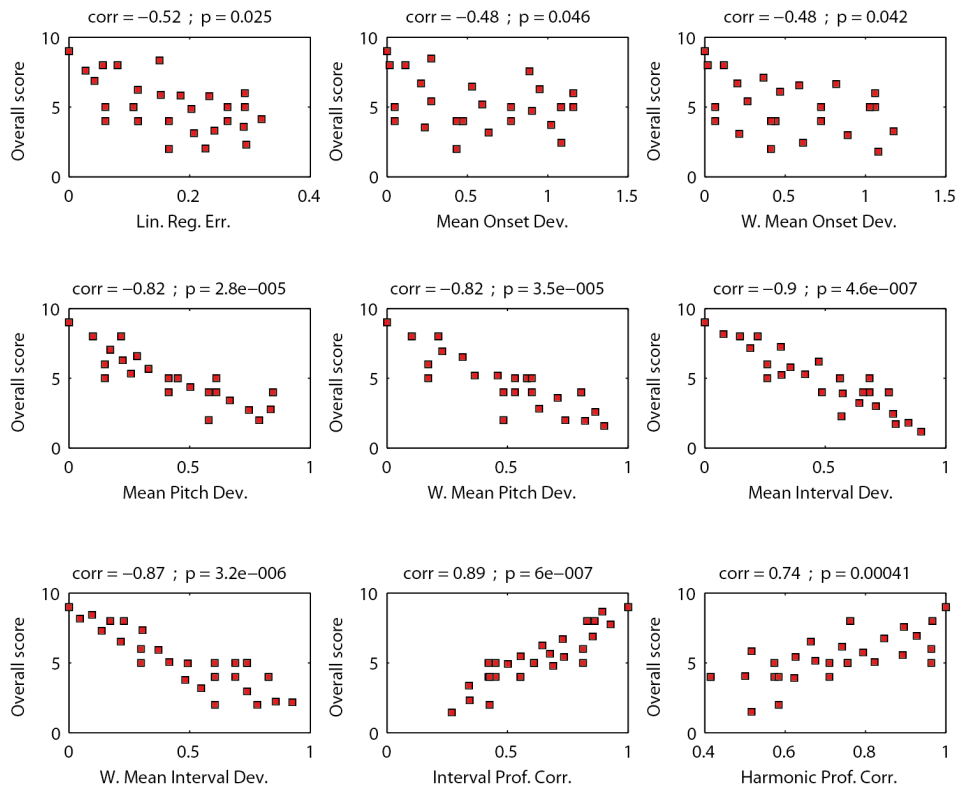 corr = −0.52 ; p = 0.025
10
5
0
Overall score
0 0.2 0.4
Lin. Reg. Err.
corr = −0.48 ; p = 0.046
10
5
0
Overall score
0 0.5 1 1.5
Mean Onset Dev.
corr = −0.48 ; p = 0.042
10
5
0
Overall score
0 0.5 1 1.5
W. Mean Onset Dev.
corr = −0.82 ; p = 2.8e−005
10
5
0
Overall score
0 0.5 1
Mean Pitch Dev.
corr = −0.82 ; p = 3.5e−005
10
5
0
Overall score
0 0.5 1
W. Mean Pitch Dev.
corr = −0.9 ; p = 4.6e−007
10
5
0
Overall score
0 0.5 1
Mean Interval Dev.
corr = −0.87 ; p = 3.2e−006
10
5
0
Overall score
0 0.5 1
W. Mean Interval Dev.
corr = 0.89 ; p = 6e−007
10
5
0
Overall score
0 0.5 1
Interval Prof. Corr.
corr = 0.74 ; p = 0.00041
10
5
0
Overall score
0.4 0.6 0.8 1
Harmonic Prof. Corr.